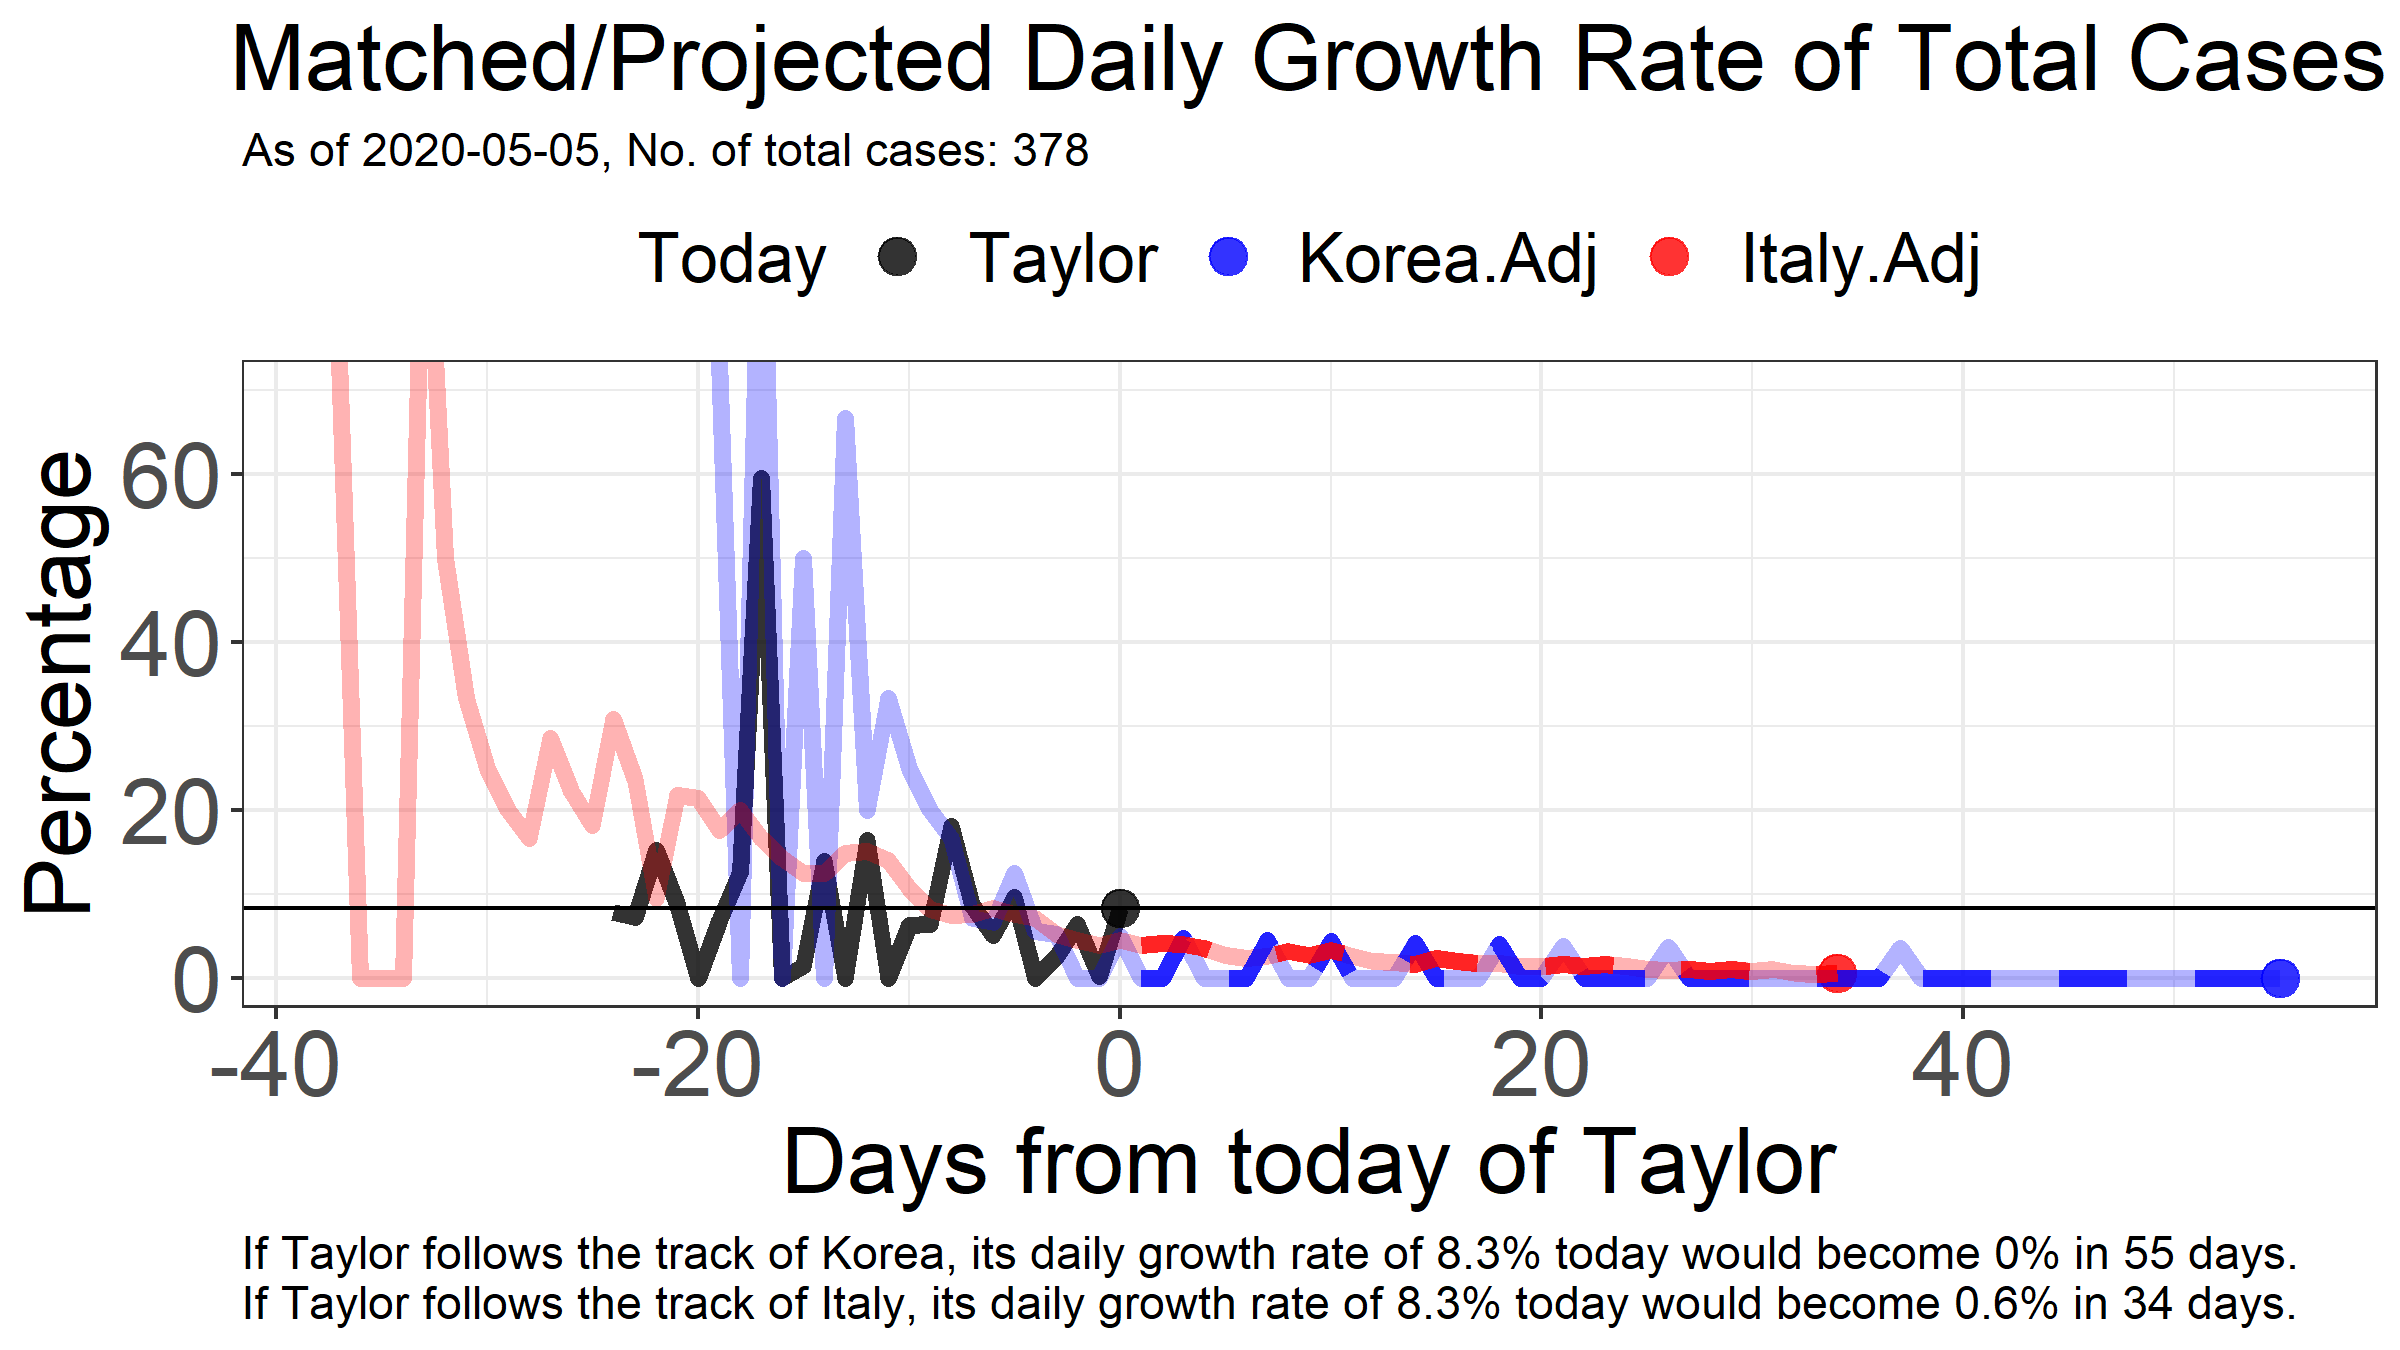 Matched/Projected Daily Growth Rate of Total Cases
As of 2020-05-05, No. of total cases: 378
Today Taylor Korea.Adj Italy.Adj
Percentage
60
40
20
0
-40 -20 0 20 40
Days from today of Taylor
If Taylor follows the track of Korea, its daily growth rate of 8.3% today would become 0% in 55 days.
If Taylor follows the track of Italy, its daily growth rate of 8.3% today would become 0.6% in 34 days.